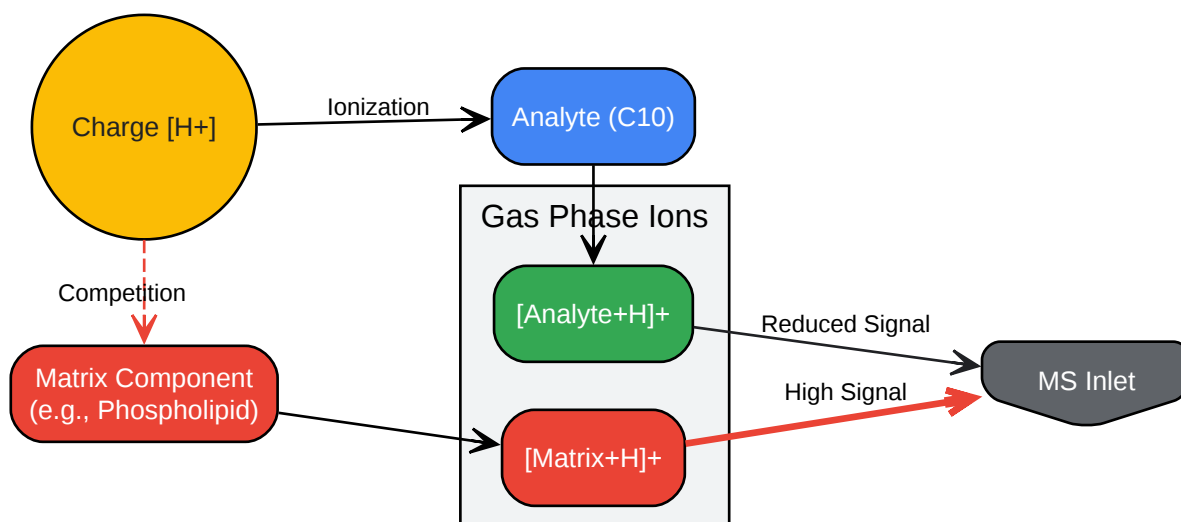 Charge [H+]
Ionization
Analyte (C10)
Gas Phase Ions
Competition
[Analyte+H]+
Reduced Signal
Matrix Component
(e.g., Phospholipid)
MS Inlet
High Signal
[Matrix+H]+